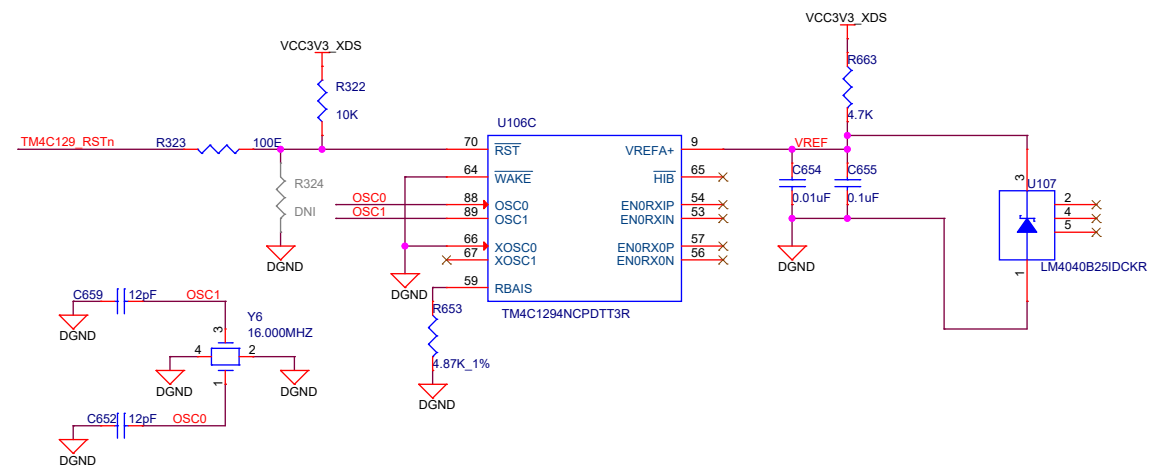 VCC3V3_XDS
R663
4.7K
VCC3V3_XDS
R322
10K
TM4C129_RSTn
R323
100E
R324
DNI
DGND
U106C
70
RST
64
WAKE
OSC0
88
OSC0
OSC1
89
OSC1
66
XOSC0
67
XOSC1
59
RBAIS
DGND
TM4C1294NCPDTT3R
VREFA+
9
VREF
HIB
65
EN0RXIP
54
EN0RXIN
53
EN0RX0P
57
EN0RX0N
56
C654
0.01uF
C655
0.1uF
DGND
3
U107
2
4
5
1
LM4040B25IDCKR
R653
4.87K_1%
DGND
C659
12pF
OSC1
DGND
Y6
16.000MHZ
3
4
2
1
DGND
DGND
C652
12pF
OSC0
DGND